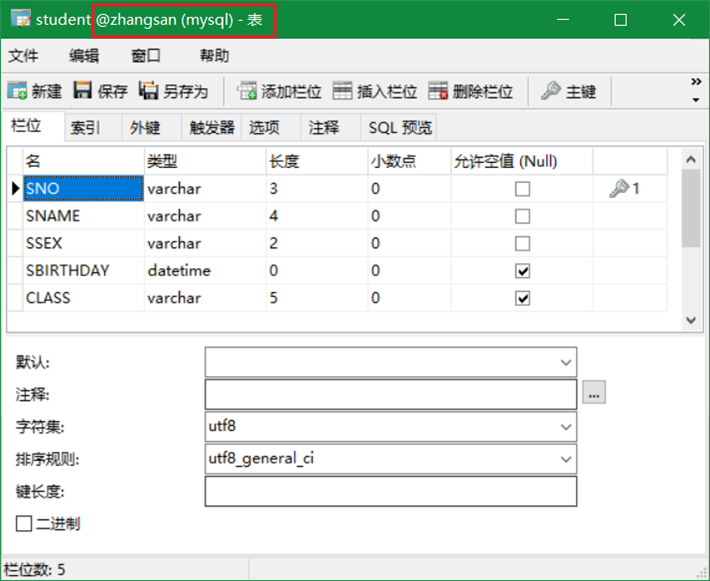 student @zhangsan (mysql) - 表
文件 编辑 窗口 帮助
新建 保存 另存为 添加栏位 插入栏位 删除栏位 主键 »
栏位 索引 外键 触发器 选项 注释 SQL 预览
名 类型 长度 小数点 允许空值 (Null)
SNO varchar 3 0 1
SNAME varchar 4 0
SSEX varchar 2 0
SBIRTHDAY datetime 0 0
CLASS varchar 5 0
默认:
注释: ...
字符集: utf8
排序规则: utf8_general_ci
键长度:
二进制
栏位数: 5